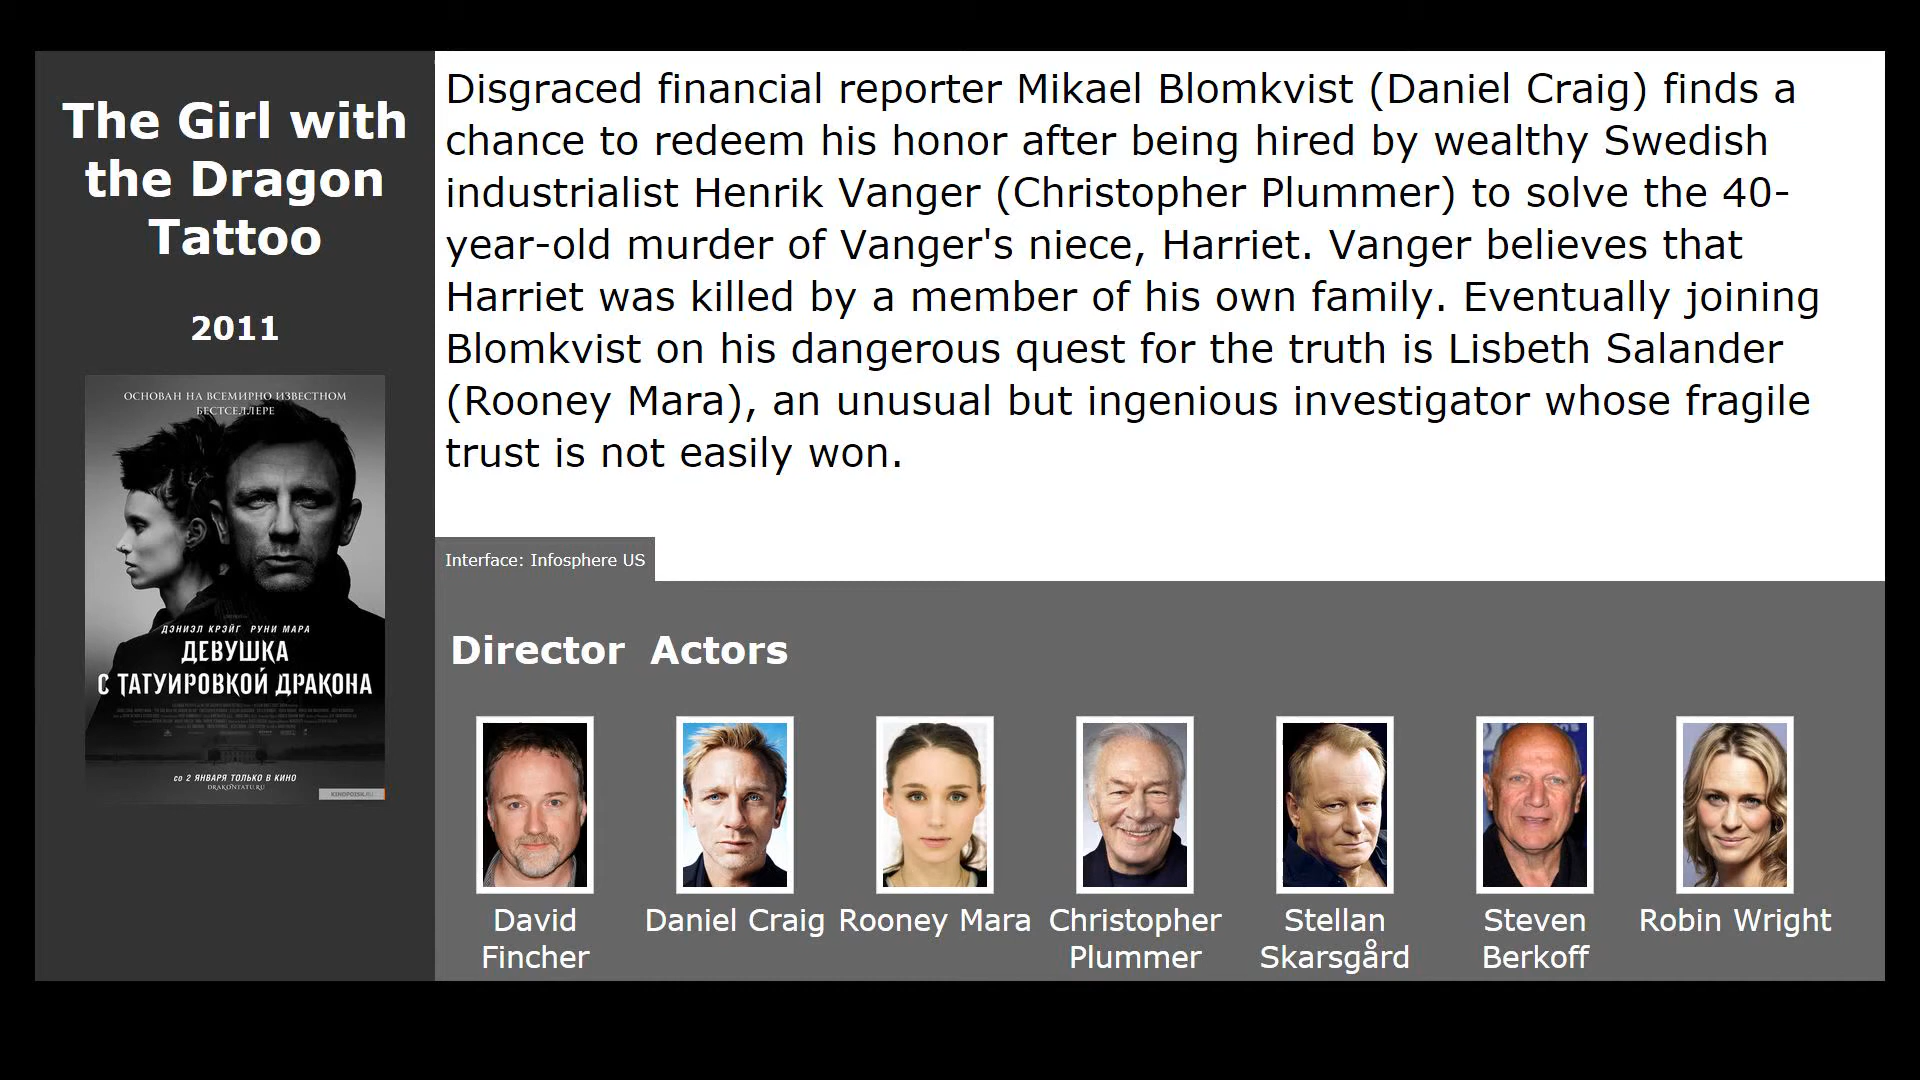 The Girl with
the Dragon
Tattoo
2011
ОСНОВАН НА ВСЕМИРНО ИЗВЕСТНОМ
БЕСТСЕЛЛЕРЕ
ДЭНИЭЛ КРЭЙГ РУНИ МАРА
ДЕВУШКА
С ТАТУИРОВКОЙ ДРАКОНА
СО 2 ЯНВАРЯ ТОЛЬКО В КИНО
DRAKONTATU.RU
KINOPOISK.RU
Disgraced financial reporter Mikael Blomkvist (Daniel Craig) finds a
chance to redeem his honor after being hired by wealthy Swedish
industrialist Henrik Vanger (Christopher Plummer) to solve the 40-
year-old murder of Vanger's niece, Harriet. Vanger believes that
Harriet was killed by a member of his own family. Eventually joining
Blomkvist on his dangerous quest for the truth is Lisbeth Salander
(Rooney Mara), an unusual but ingenious investigator whose fragile
trust is not easily won.
Interface: Infosphere US
Director Actors
David
Fincher
Daniel Craig
Rooney Mara
Christopher
Plummer
Stellan
Skarsgård
Steven
Berkoff
Robin Wright